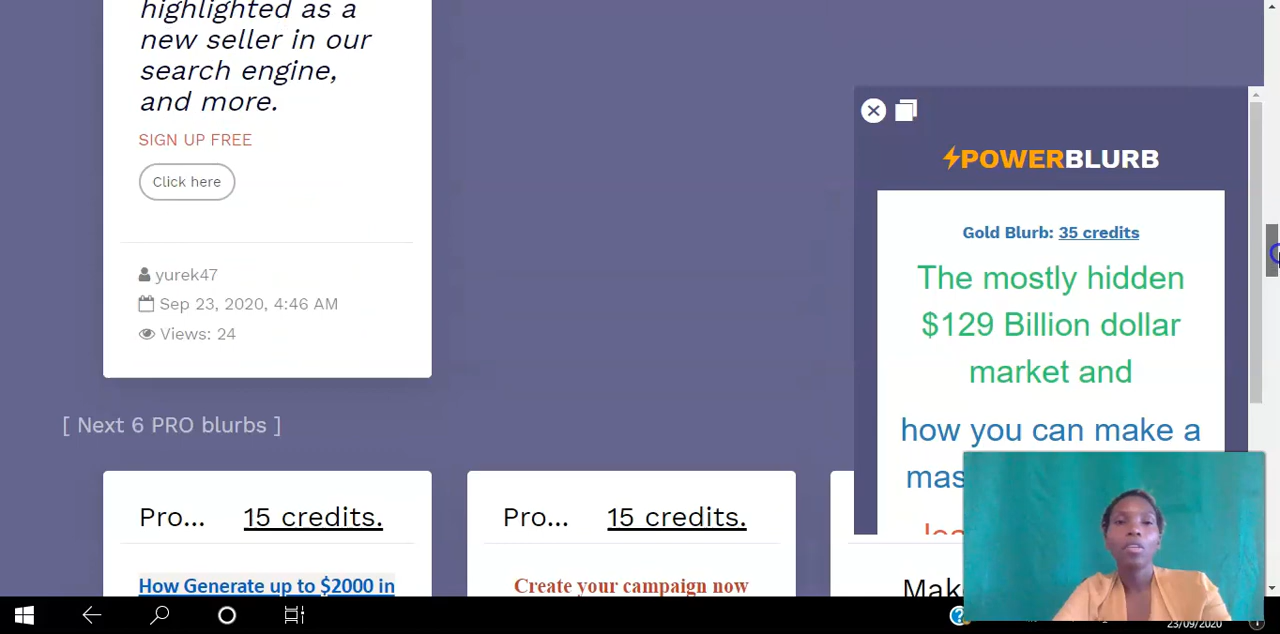 highlighted as a
new seller in our
search engine,
and more.
SIGN UP FREE
Click here
yurek47
Sep 23, 2020, 4:46 AM
Views: 24
[ Next 6 PRO blurbs ]
Pro... 15 credits.
How Generate up to $2000 in
Pro... 15 credits.
Create your campaign now
POWERBLURB
Gold Blurb: 35 credits
The mostly hidden
$129 Billion dollar
market and
how you can make a
23/09/2020